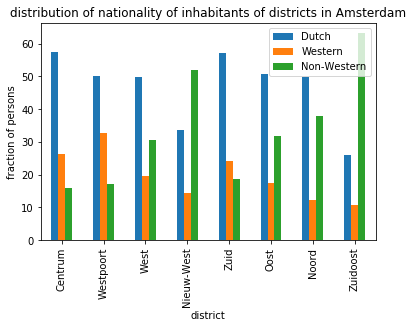 distribution of nationality of inhabitants of districts in Amsterdam
Dutch
Western
Non-Western
fraction of persons
60
50
40
30
20
10
0
Centrum
Westpoort
West
Nieuw-West
Zuid
Oost
Noord
Zuidoost
district